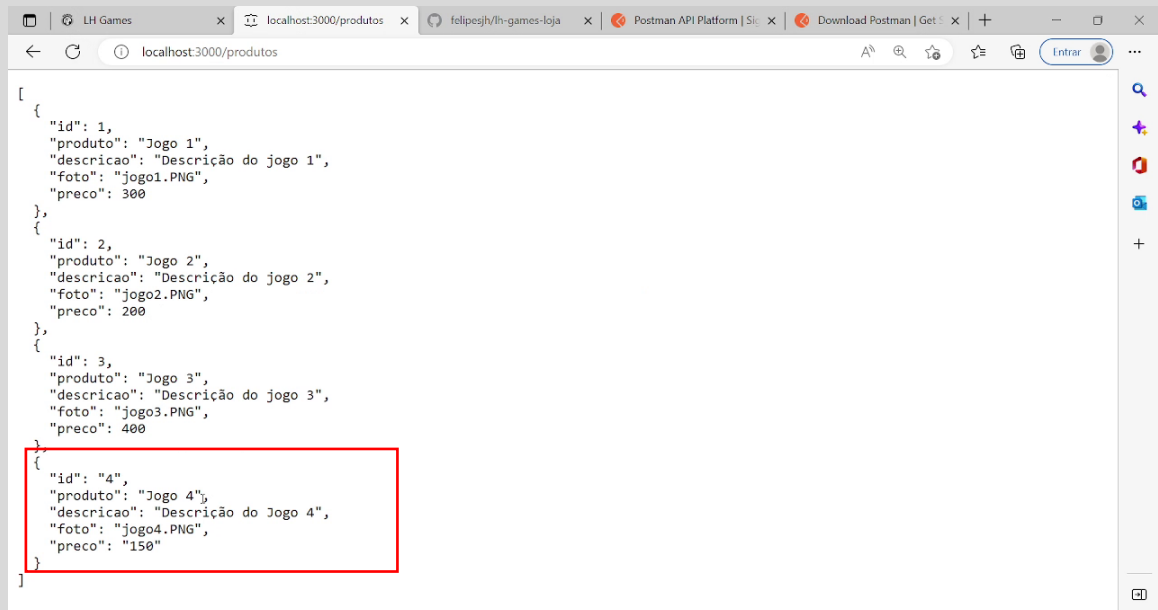 LH Games
localhost:3000/produtos
felipesjh/lh-games-loja
Postman API Platform | Sig
Download Postman | Get S
localhost:3000/produtos
Entrar
[
{
"id": 1,
"produto": "Jogo 1",
"descricao": "Descrição do jogo 1",
"foto": "jogo1.PNG",
"preco": 300
},
{
"id": 2,
"produto": "Jogo 2",
"descricao": "Descrição do jogo 2",
"foto": "jogo2.PNG",
"preco": 200
},
{
"id": 3,
"produto": "Jogo 3",
"descricao": "Descrição do jogo 3",
"foto": "jogo3.PNG",
"preco": 400
},
{
"id": "4",
"produto": "Jogo 4",
"descricao": "Descrição do Jogo 4",
"foto": "jogo4.PNG",
"preco": "150"
}
]